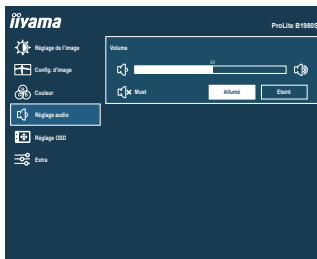 iiyama
ProLite B1980S
Réglage de l'image
Config. d'image
Couleur
Réglage audio
Réglage OSD
Extra
Volume
50
Muet
Allumé
Eteint